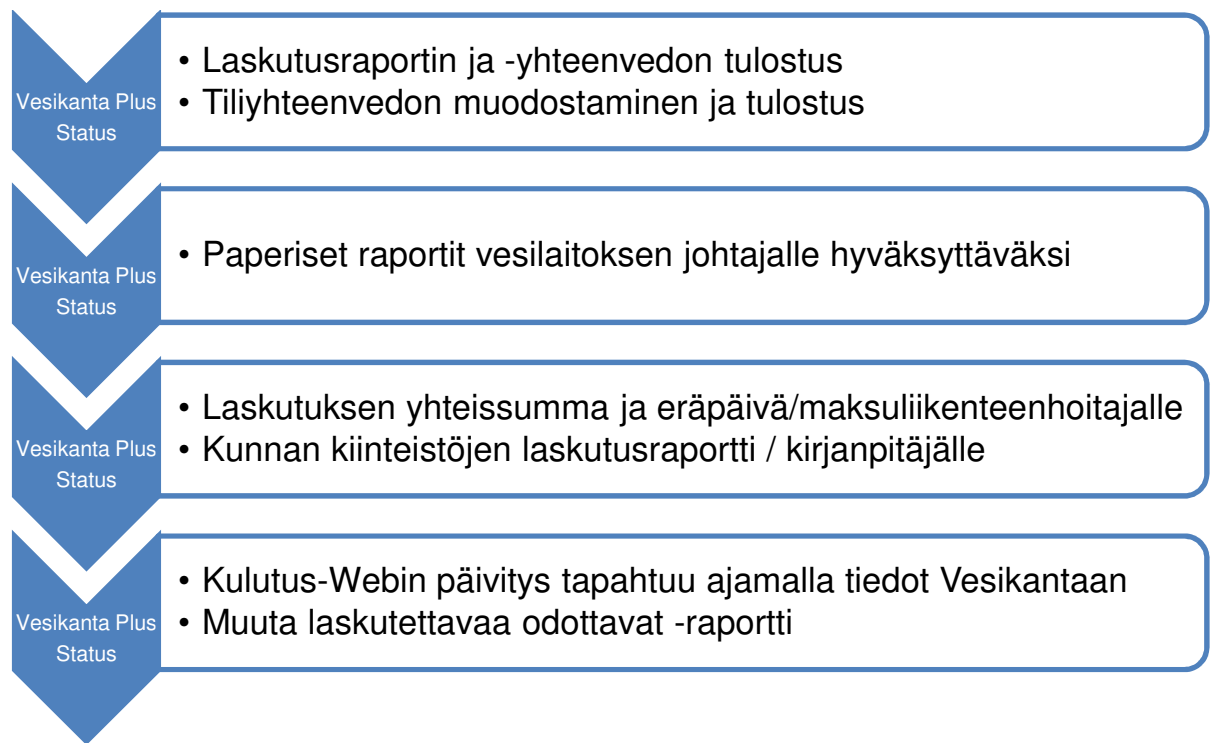 Vesikanta Plus
Status
• Laskutusraportin ja -yhteenvedon tulostus
• Tiliyhteenvedon muodostaminen ja tulostus
Vesikanta Plus
Status
• Paperiset raportit vesilaitoksen johtajalle hyväksyttäväksi
Vesikanta Plus
Status
• Laskutuksen yhteissumma ja eräpäivä/maksuliikenteenhoitajalle
• Kunnan kiinteistöjen laskutusraportti / kirjanpitäjälle
Vesikanta Plus
Status
• Kulutus-Webin päivitys tapahtuu ajamalla tiedot Vesikantaan
• Muuta laskutettavaa odottavat -raportti